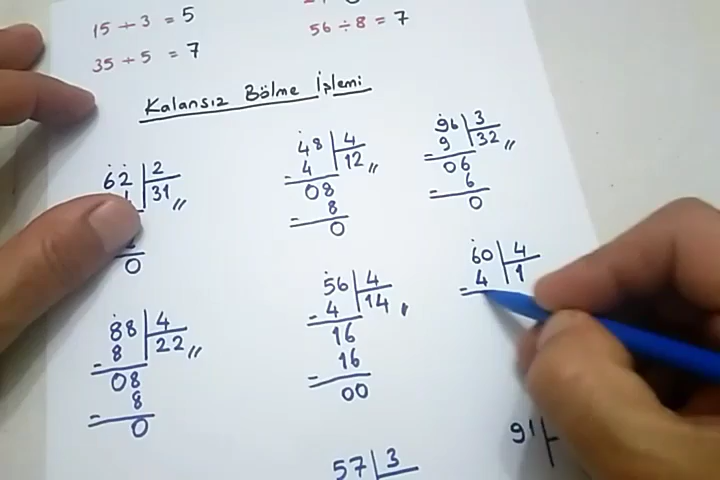 15 ÷ 3 = 5
56 ÷ 8 = 7
35 ÷ 5 = 7
Kalansız Bölme İşlemi
62 | 2
31 //
0
48 | 4
- 4 12 //
08
- 8
0
96 | 3
- 9 32 //
06
- 6
0
88 | 4
- 8 22 //
08
- 8
0
56 | 4
- 4 14
16
- 16
00
60 | 4
- 4 1
57 | 3
91